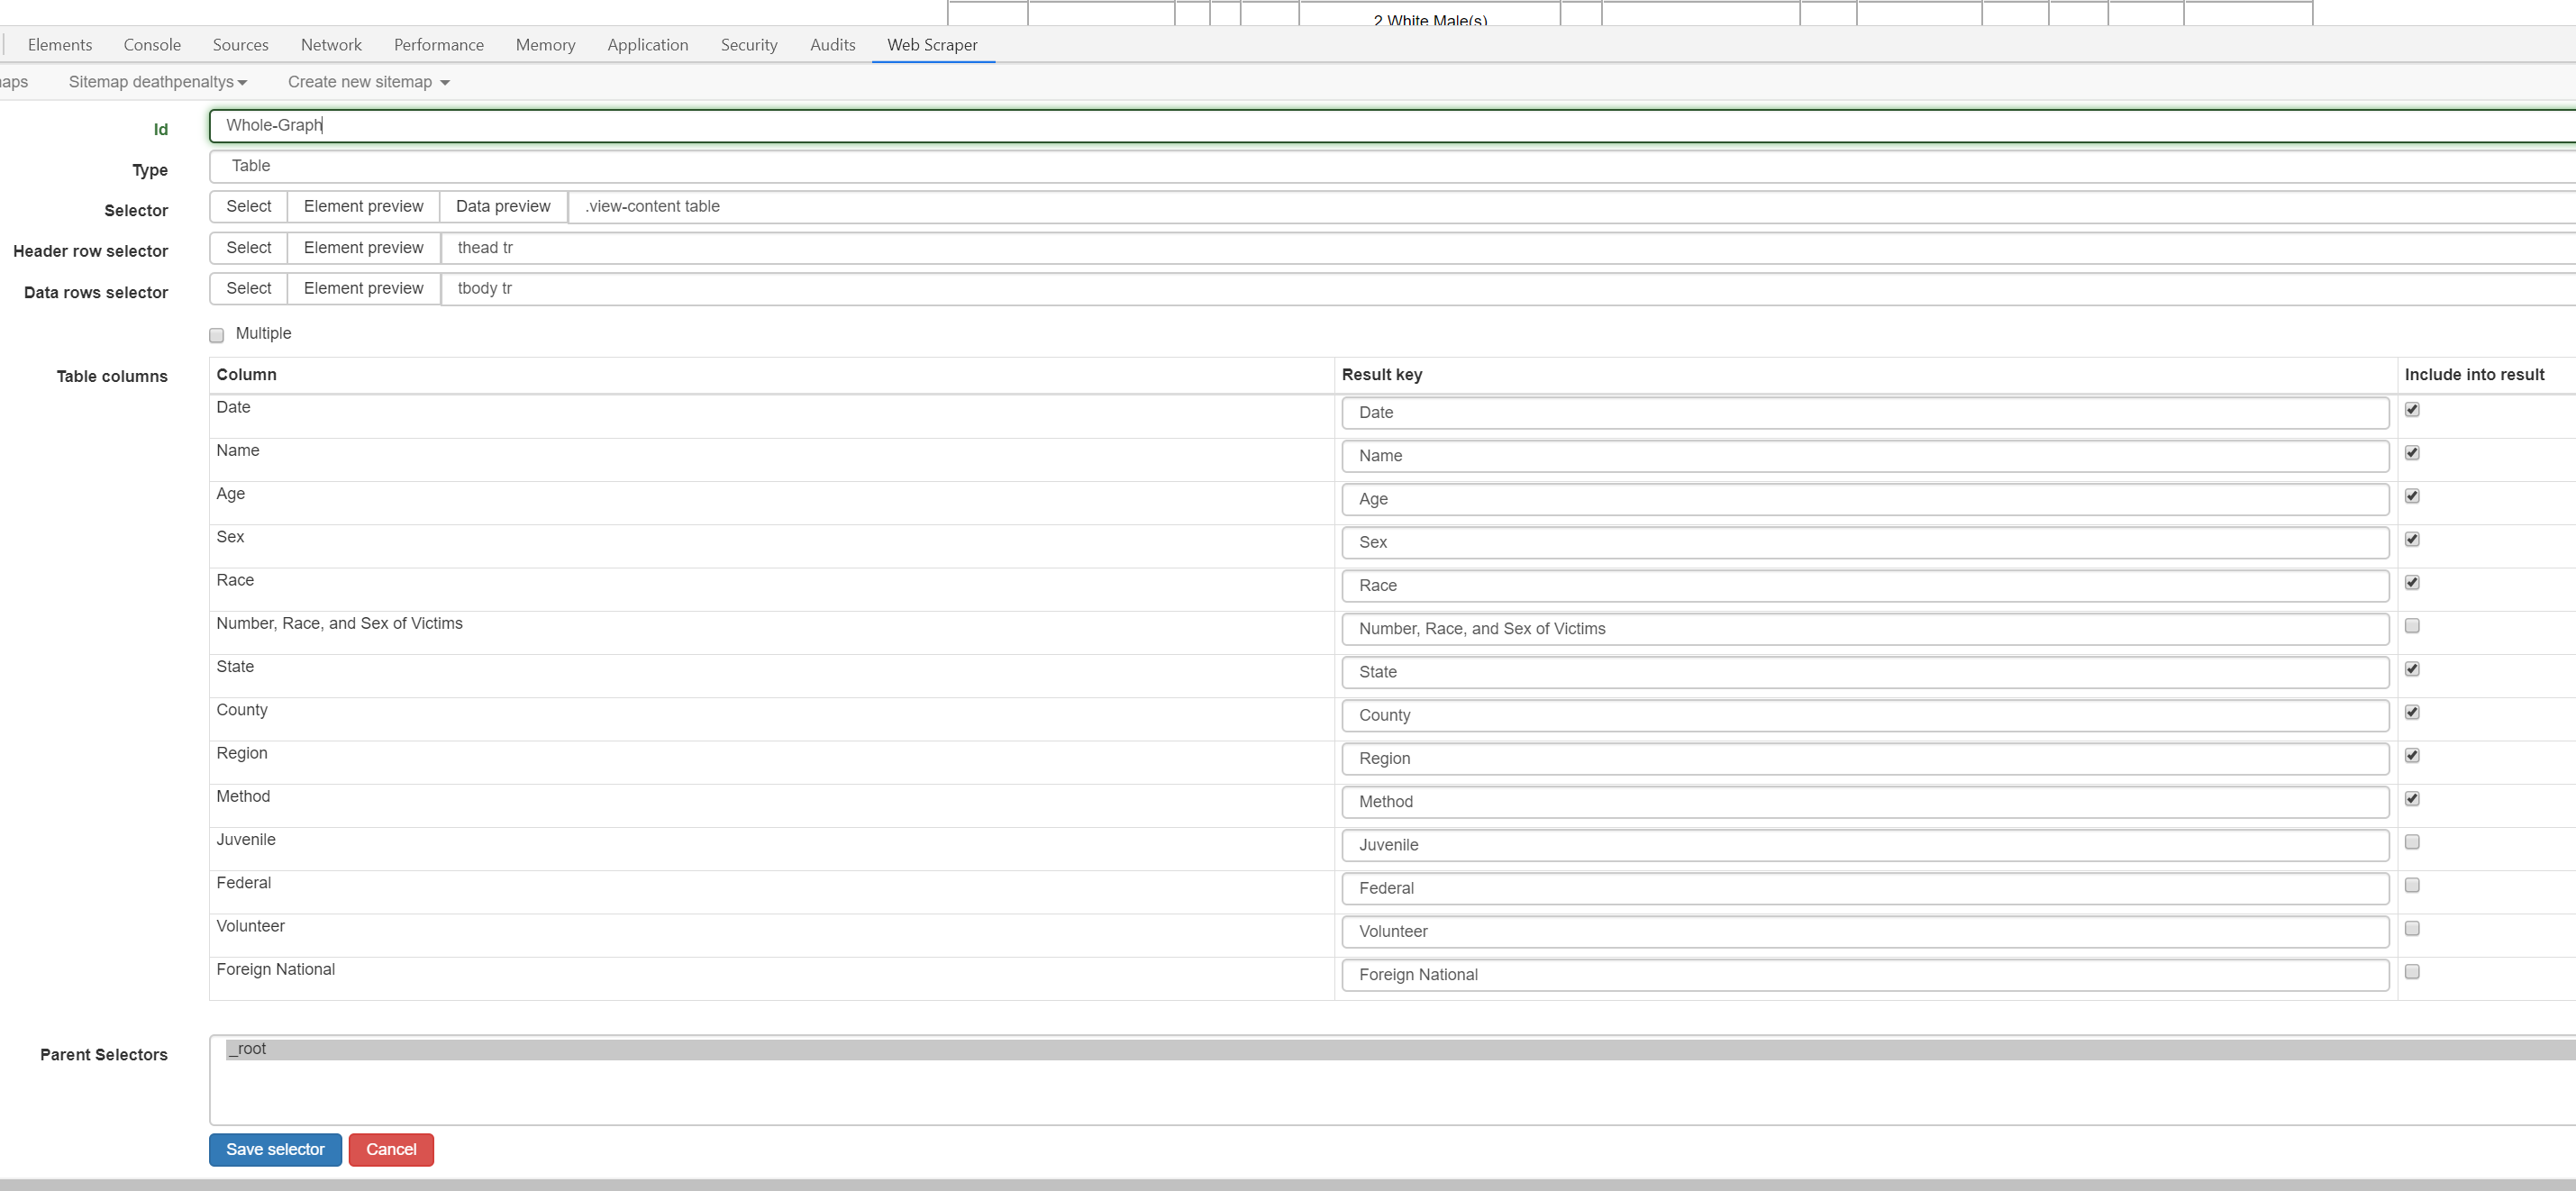 2 White Male(s)
Elements Console Sources Network Performance Memory Application Security Audits Web Scraper
aps Sitemap deathpenaltys Create new sitemap
Id Whole-Graph
Type Table
Selector Select Element preview Data preview .view-content table
Header row selector Select Element preview thead tr
Data rows selector Select Element preview tbody tr
Multiple
Table columns Column Result key Include into result
Date Date
Name Name
Age Age
Sex Sex
Race Race
Number, Race, and Sex of Victims Number, Race, and Sex of Victims
State State
County County
Region Region
Method Method
Juvenile Juvenile
Federal Federal
Volunteer Volunteer
Foreign National Foreign National
Parent Selectors _root
Save selector Cancel